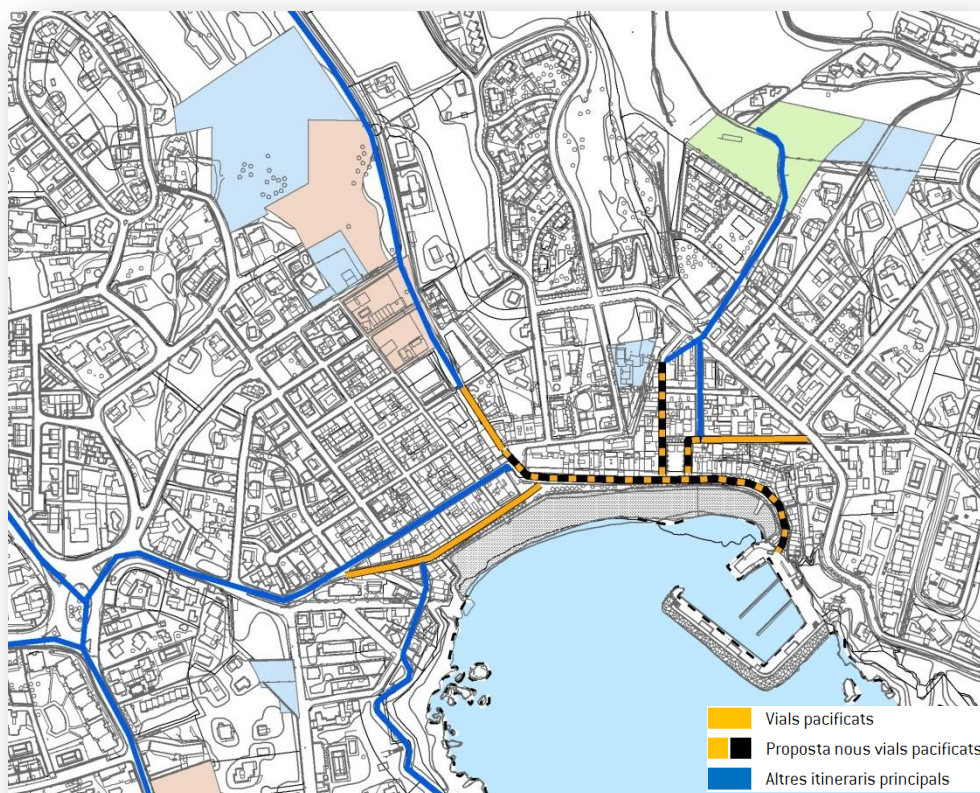 Vials pacificats
Proposta nous vials pacificats
Altres itineraris principals